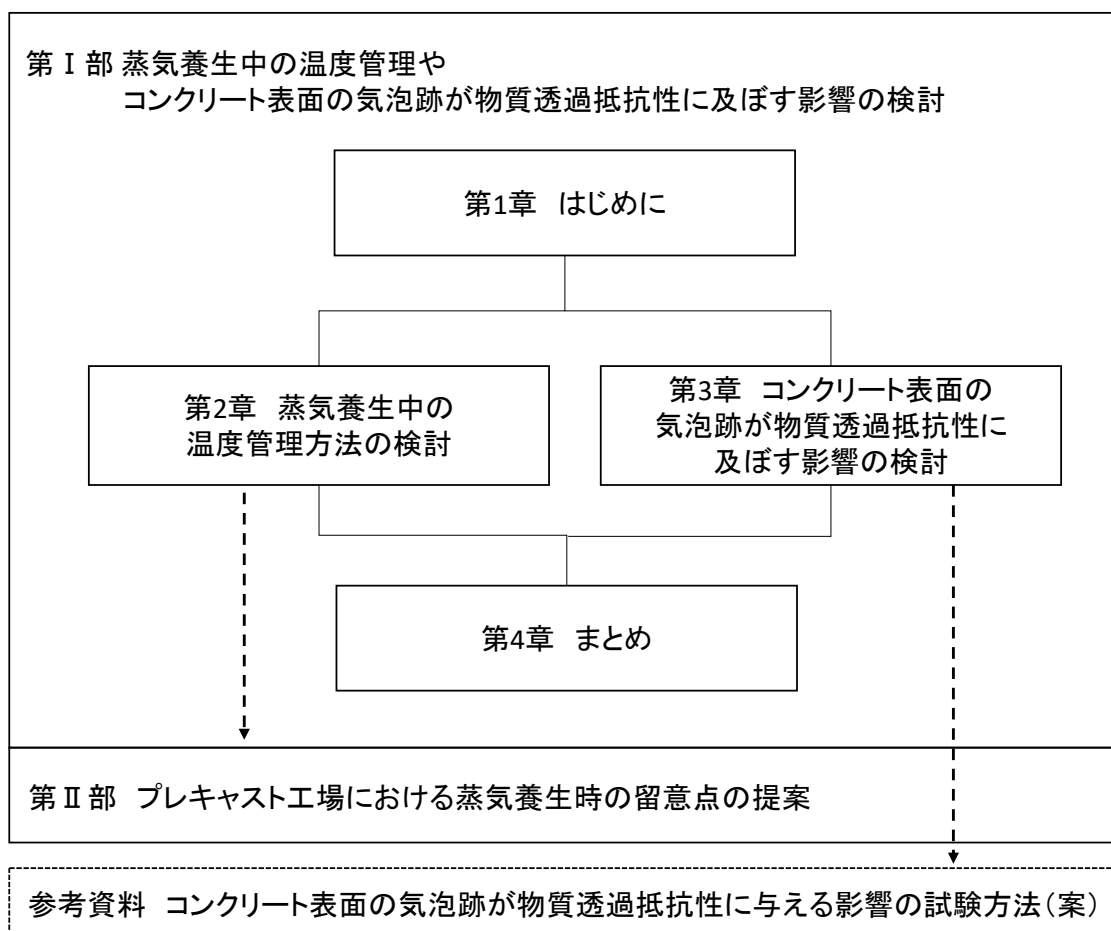 第Ⅰ部 蒸気養生中の温度管理や
コンクリート表面の気泡跡が物質透過抵抗性に及ぼす影響の検討
第1章 はじめに
第2章 蒸気養生中の
温度管理方法の検討
第3章 コンクリート表面の
気泡跡が物質透過抵抗性に
及ぼす影響の検討
第4章 まとめ
第Ⅱ部 プレキャスト工場における蒸気養生時の留意点の提案
参考資料 コンクリート表面の気泡跡が物質透過抵抗性に与える影響の試験方法(案)